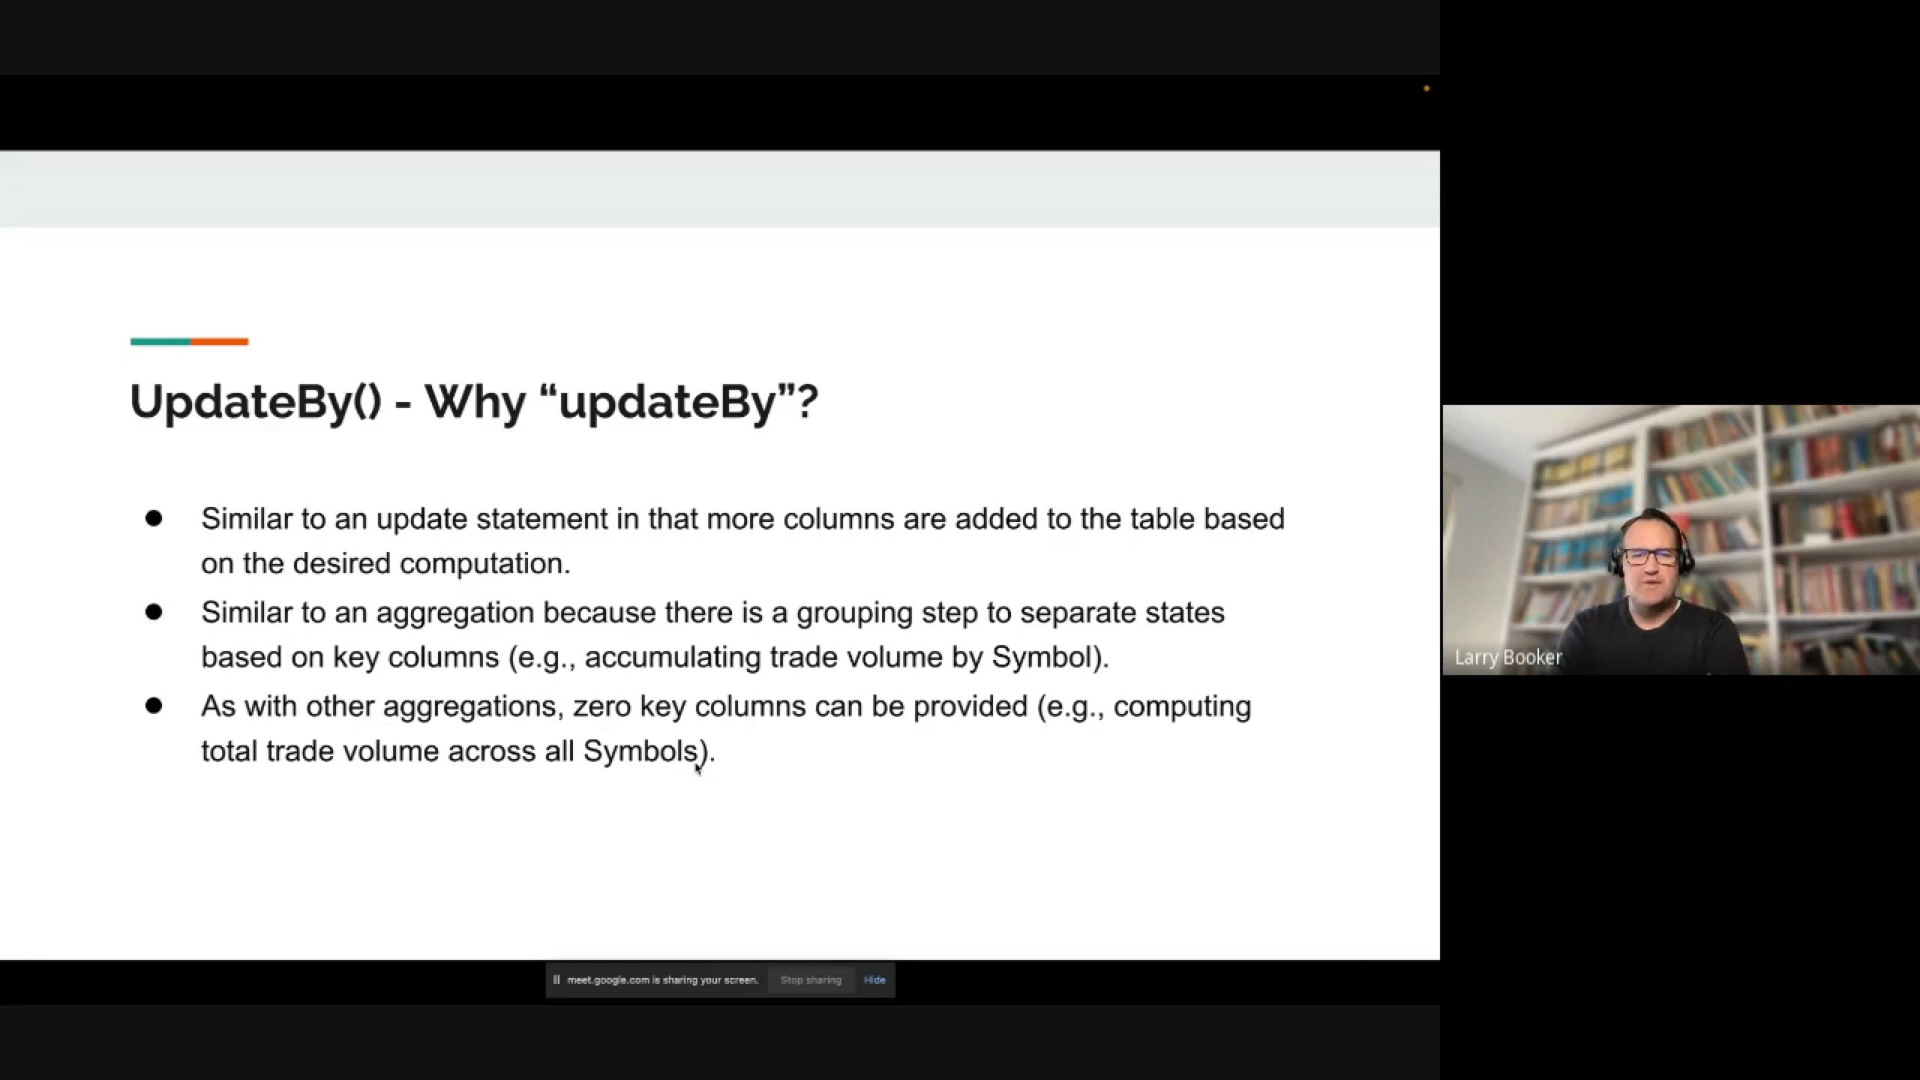 UpdateBy() - Why “updateBy”?
● Similar to an update statement in that more columns are added to the table based
on the desired computation.
● Similar to an aggregation because there is a grouping step to separate states
based on key columns (e.g., accumulating trade volume by Symbol).
● As with other aggregations, zero key columns can be provided (e.g., computing
total trade volume across all Symbols).
Larry Booker
meet.google.com is sharing your screen. Stop sharing Hide